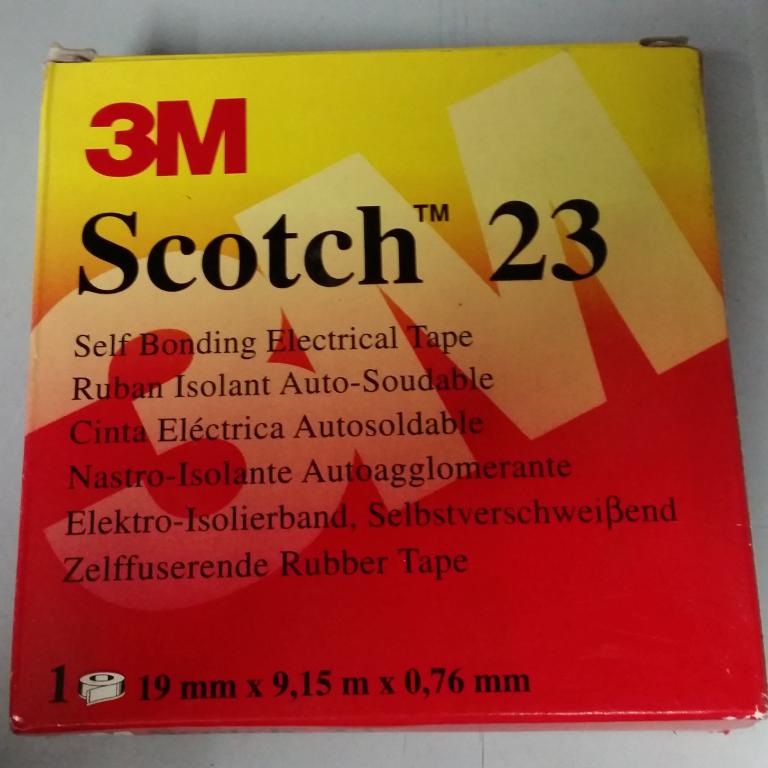 3M
Scotch™ 23
Self Bonding Electrical Tape
Ruban Isolant Auto-Soudable
Cinta Eléctrica Autosoldable
Nastro-Isolante Autoagglomerante
Elektro-Isolierband, Selbstverschweiβend
Zelffuserende Rubber Tape
1 19 mm x 9,15 m x 0,76 mm